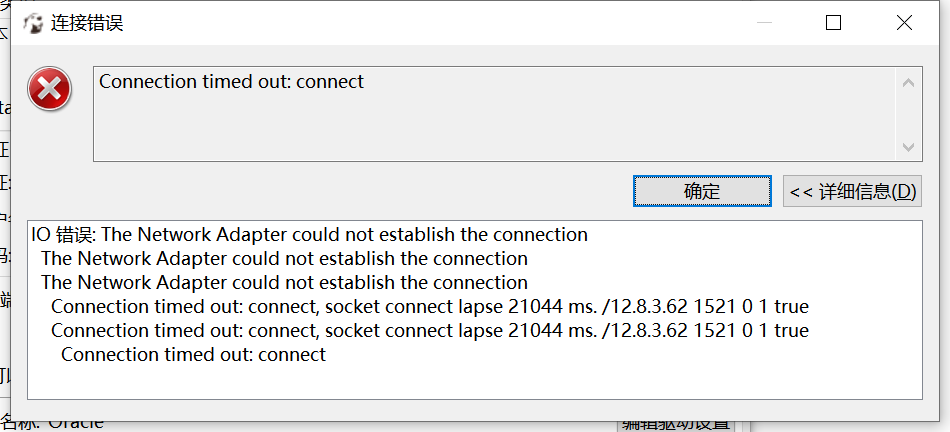 连接错误
Connection timed out: connect
确定
<< 详细信息(D)
IO 错误: The Network Adapter could not establish the connection
The Network Adapter could not establish the connection
The Network Adapter could not establish the connection
Connection timed out: connect, socket connect lapse 21044 ms. /12.8.3.62 1521 0 1 true
Connection timed out: connect, socket connect lapse 21044 ms. /12.8.3.62 1521 0 1 true
Connection timed out: connect
名称: Oracle
编辑驱动设置